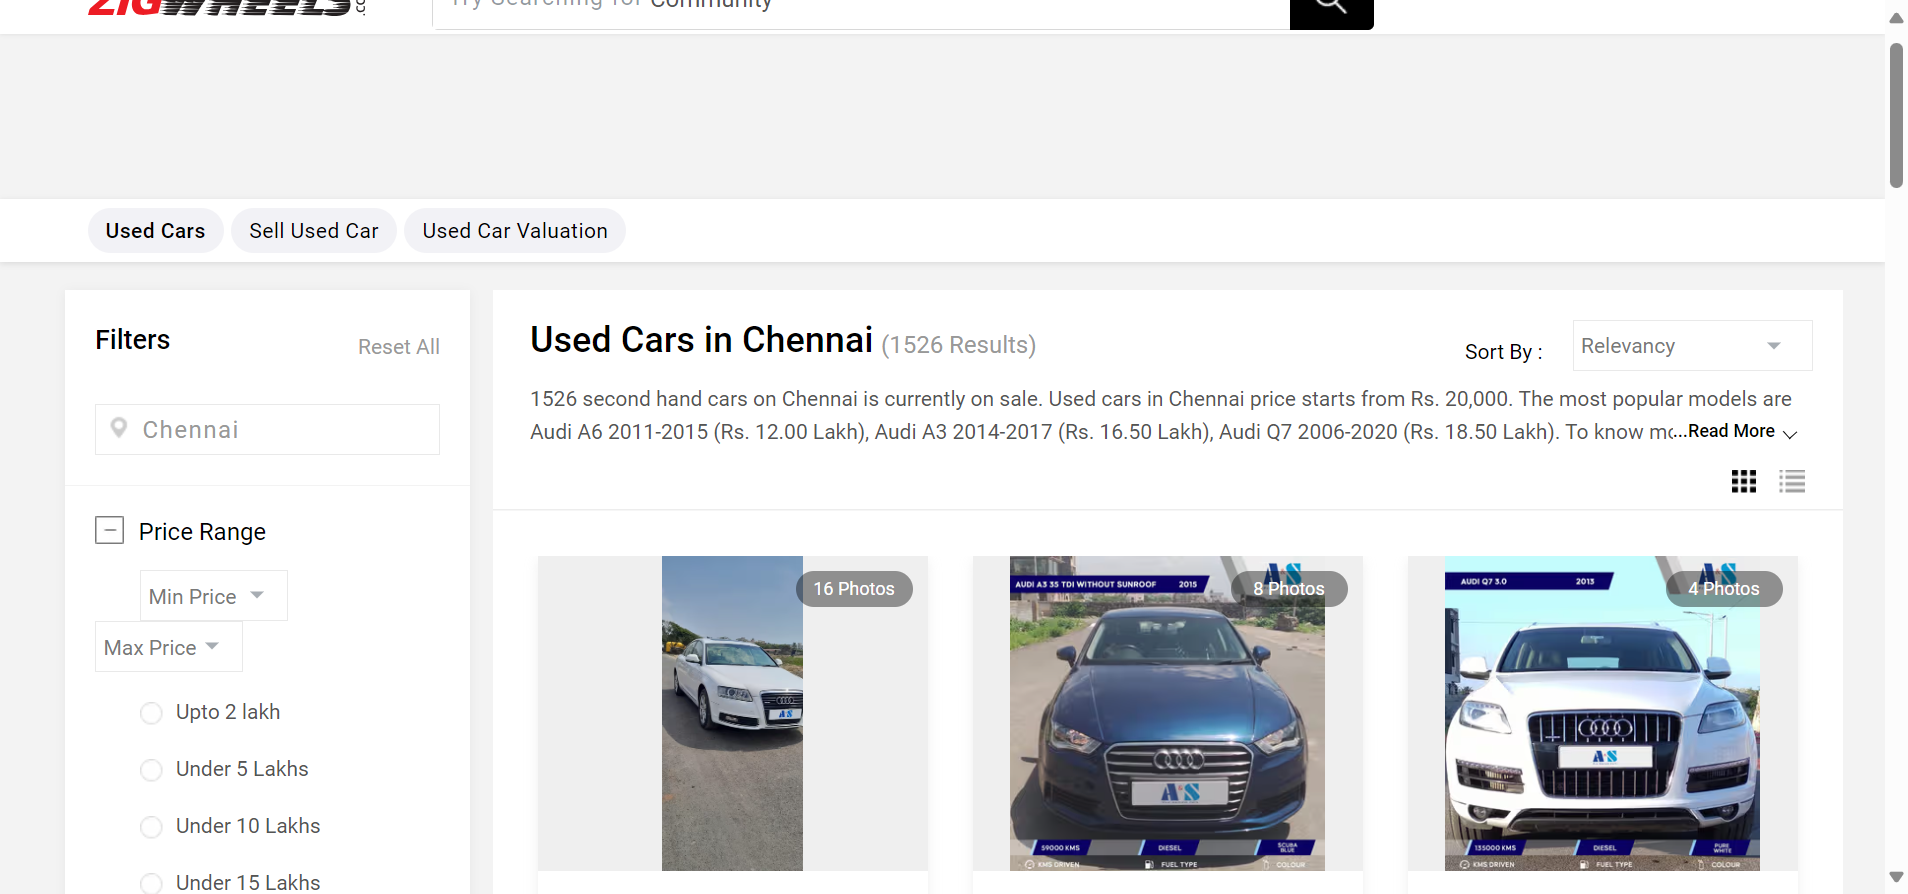 ZIGWHEELS.co
Try Searching for Community
Used Cars
Sell Used Car
Used Car Valuation
Filters
Reset All
Chennai
Price Range
Min Price
Max Price
Upto 2 lakh
Under 5 Lakhs
Under 10 Lakhs
Under 15 Lakhs
Used Cars in Chennai (1526 Results)
Sort By :
Relevancy
1526 second hand cars on Chennai is currently on sale. Used cars in Chennai price starts from Rs. 20,000. The most popular models are
Audi A6 2011-2015 (Rs. 12.00 Lakh), Audi A3 2014-2017 (Rs. 16.50 Lakh), Audi Q7 2006-2020 (Rs. 18.50 Lakh). To know mo...Read More
16 Photos
A&S
AUDI A3 35 TDI WITHOUT SUNROOF 2015
A&S
8 Photos
A&S
59000 KMS DIESEL SCUBA BLUE
KMS DRIVEN FUEL TYPE COLOUR
AUDI Q7 3.0 2013
A&S
4 Photos
A&S
135000 KMS DIESEL PURE WHITE
KMS DRIVEN FUEL TYPE COLOUR